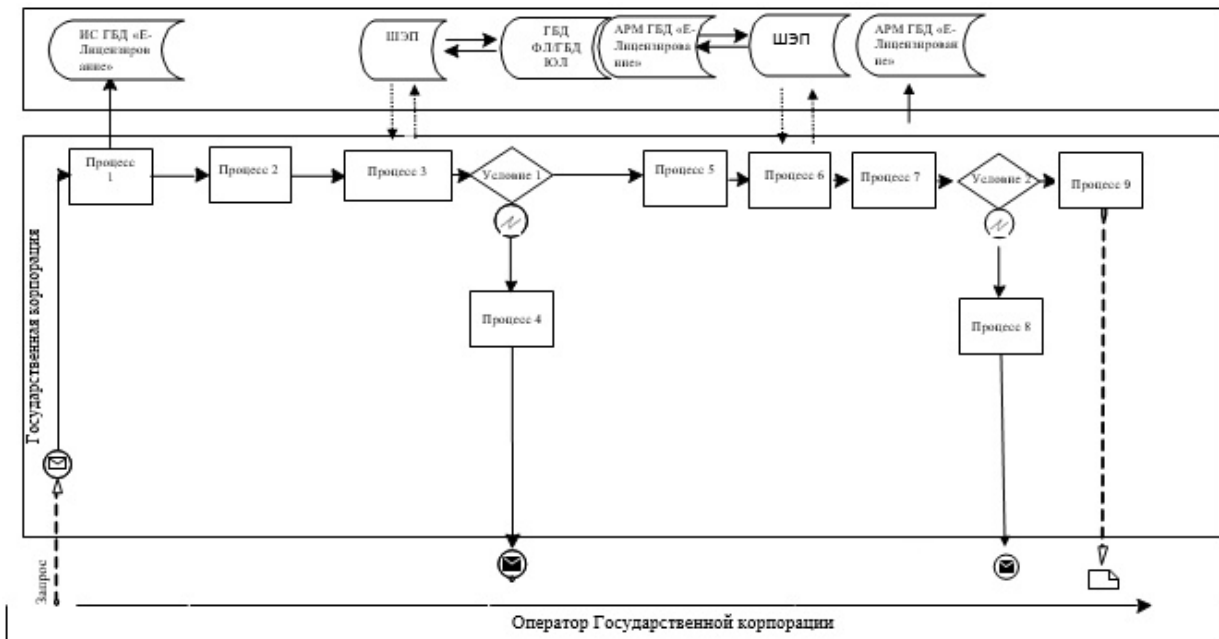 ИС ГБД «Е-
Лицензиров
ание»
ШЭП
ГБД
ФЛ/ГБД
ЮЛ
АРМ ГБД «Е-
Лицензирова
ние»
ШЭП
АРМ ГБД «Е-
Лицензирован
ие»
Процесс
1
Процесс 2
Процесс 3
Условие 1
Процесс 5
Процесс 6
Процесс 7
Условие 2
Процесс 9
Процесс 4
Процесс 8
Государственная корпорация
Запрос
Оператор Государственной корпорации